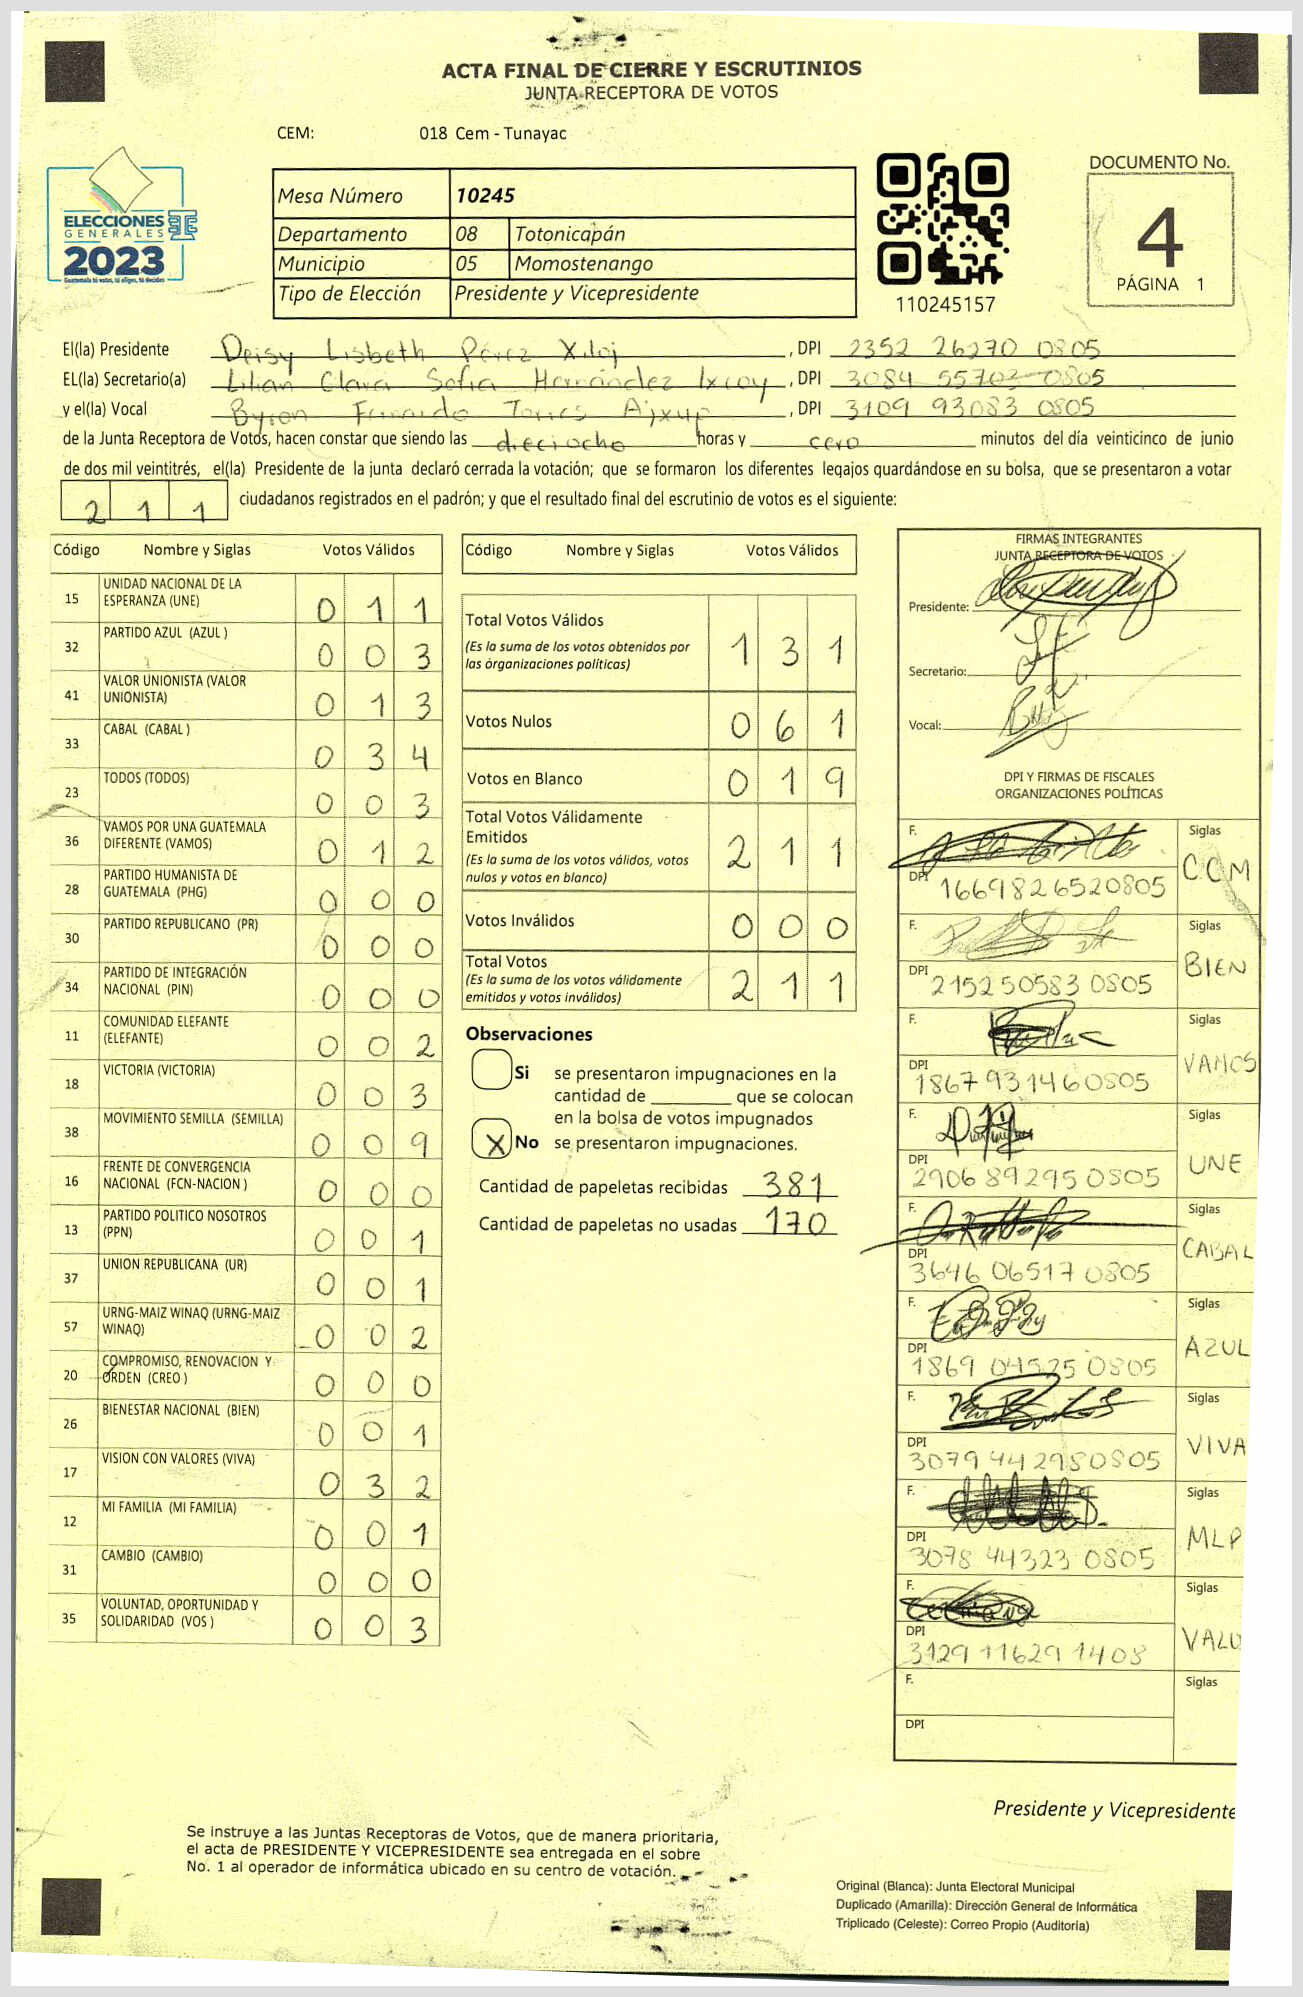 ACTA FINAL DE CIERRE Y ESCRUTINIOS
JUNTA RECEPTORA DE VOTOS
CEM: 018 Cem - Tunayac
ELECCIONES
GENERALES
2023
Guatemala tú votas, tú eliges, tú decides
Mesa Número 10245
Departamento 08 Totonicapán
Municipio 05 Momostenango
Tipo de Elección Presidente y Vicepresidente
110245157
DOCUMENTO No.
4
PÁGINA 1
El(la) Presidente Deisy Lisbeth Pérez Xiloj , DPI 2352 26270 0805
EL(la) Secretario(a) Lilian Clara Sofia Hernández Ixcoy , DPI 3084 55703 0805
y el(la) Vocal Byron Fernando Torres Ajxup , DPI 3109 93083 0805
de la Junta Receptora de Votos, hacen constar que siendo las dieciocho horas y cero minutos del día veinticinco de junio
de dos mil veintitrés, el(la) Presidente de la junta declaró cerrada la votación; que se formaron los diferentes legajos quardándose en su bolsa, que se presentaron a votar
2 1 1 ciudadanos registrados en el padrón; y que el resultado final del escrutinio de votos es el siguiente:
Código Nombre y Siglas Votos Válidos
15 UNIDAD NACIONAL DE LA ESPERANZA (UNE) 0 1 1
32 PARTIDO AZUL (AZUL ) 0 0 3
41 VALOR UNIONISTA (VALOR UNIONISTA) 0 1 3
33 CABAL (CABAL ) 0 3 4
23 TODOS (TODOS) 0 0 3
36 VAMOS POR UNA GUATEMALA DIFERENTE (VAMOS) 0 1 2
28 PARTIDO HUMANISTA DE GUATEMALA (PHG) 0 0 0
30 PARTIDO REPUBLICANO (PR) 0 0 0
34 PARTIDO DE INTEGRACIÓN NACIONAL (PIN) 0 0 0
11 COMUNIDAD ELEFANTE (ELEFANTE) 0 0 2
18 VICTORIA (VICTORIA) 0 0 3
38 MOVIMIENTO SEMILLA (SEMILLA) 0 0 9
16 FRENTE DE CONVERGENCIA NACIONAL (FCN-NACION ) 0 0 0
13 PARTIDO POLITICO NOSOTROS (PPN) 0 0 1
37 UNION REPUBLICANA (UR) 0 0 1
57 URNG-MAIZ WINAQ (URNG-MAIZ WINAQ) 0 0 2
20 COMPROMISO, RENOVACION Y ORDEN (CREO ) 0 0 0
26 BIENESTAR NACIONAL (BIEN) 0 0 1
17 VISION CON VALORES (VIVA) 0 3 2
12 MI FAMILIA (MI FAMILIA) 0 0 1
31 CAMBIO (CAMBIO) 0 0 0
35 VOLUNTAD, OPORTUNIDAD Y SOLIDARIDAD (VOS ) 0 0 3
Código Nombre y Siglas Votos Válidos
Total Votos Válidos 1 3 1
(Es la suma de los votos obtenidos por
las órganizaciones políticas)
Votos Nulos 0 6 1
Votos en Blanco 0 1 9
Total Votos Válidamente
Emitidos 2 1 1
(Es la suma de los votos válidos, votos
nulos y votos en blanco)
Votos Inválidos 0 0 0
Total Votos 2 1 1
(Es la suma de los votos válidamente
emitidos y votos inválidos)
Observaciones
Si se presentaron impugnaciones en la
cantidad de ________ que se colocan
en la bolsa de votos impugnados
X No se presentaron impugnaciones.
Cantidad de papeletas recibidas 381
Cantidad de papeletas no usadas 170
FIRMAS INTEGRANTES
JUNTA RECEPTORA DE VOTOS
Presidente:
Secretario:
Vocal:
DPI Y FIRMAS DE FISCALES
ORGANIZACIONES POLÍTICAS
F. Siglas
DPI 1669826520805 CCM
F. Siglas
DPI 215250583 0805 BIEN
F. Siglas
DPI 1867 93146 0805 VAMOS
F. Siglas
DPI 2906 89295 0805 UNE
F. Siglas
DPI 3646 06517 0805 CABAL
F. Siglas
DPI 1869 04525 0805 AZUL
F. Siglas
DPI 3079 44298 0805 VIVA
F. Siglas
DPI 3078 44323 0805 MLP
F. Siglas
DPI 3129 11629 1408 VALO
F. Siglas
DPI
Presidente y Vicepresidente
Se instruye a las Juntas Receptoras de Votos, que de manera prioritaria,
el acta de PRESIDENTE Y VICEPRESIDENTE sea entregada en el sobre
No. 1 al operador de informática ubicado en su centro de votación.
Original (Blanca): Junta Electoral Municipal
Duplicado (Amarilla): Dirección General de Informática
Triplicado (Celeste): Correo Propio (Auditoría)